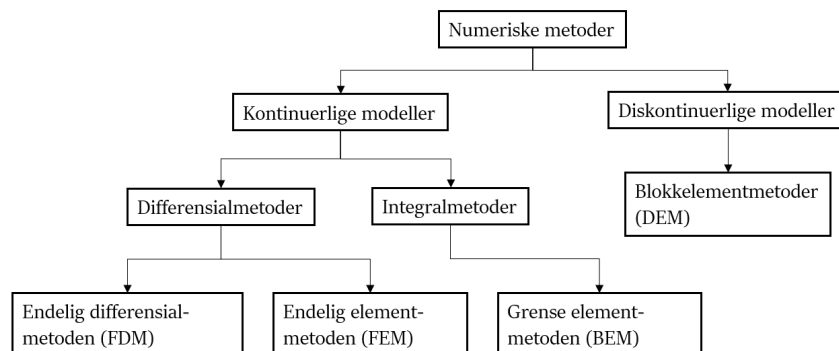 Numeriske metoder
Kontinuerlige modeller
Diskontinuerlige modeller
Differensialmetoder
Integralmetoder
Blokkelementmetoder
(DEM)
Endelig differensial-
metoden (FDM)
Endelig element-
metoden (FEM)
Grense element-
metoden (BEM)